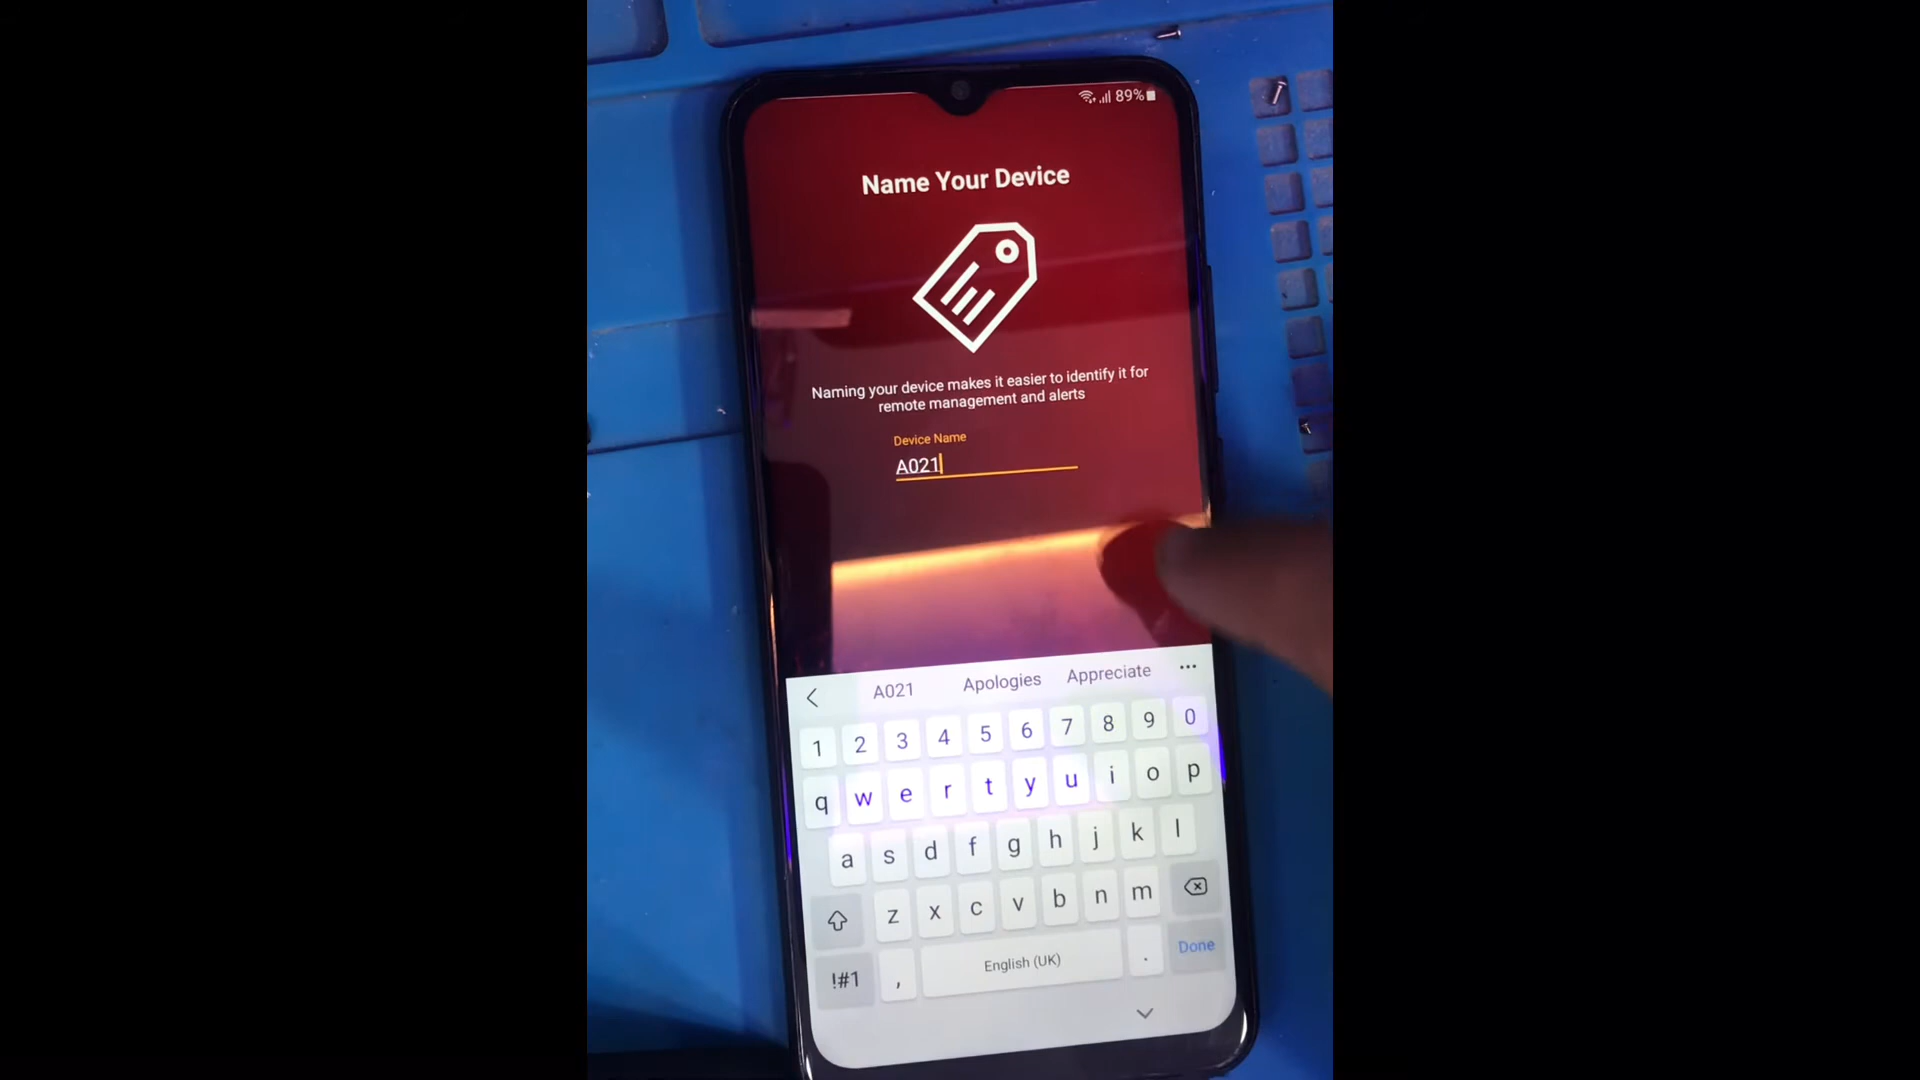 89%
Name Your Device
Naming your device makes it easier to identify it for
remote management and alerts
Device Name
A021
A021 Apologies Appreciate ...
1 2 3 4 5 6 7 8 9 0
q w e r t y u i o p
a s d f g h j k l
z x c v b n m
!#1 , English (UK) . Done